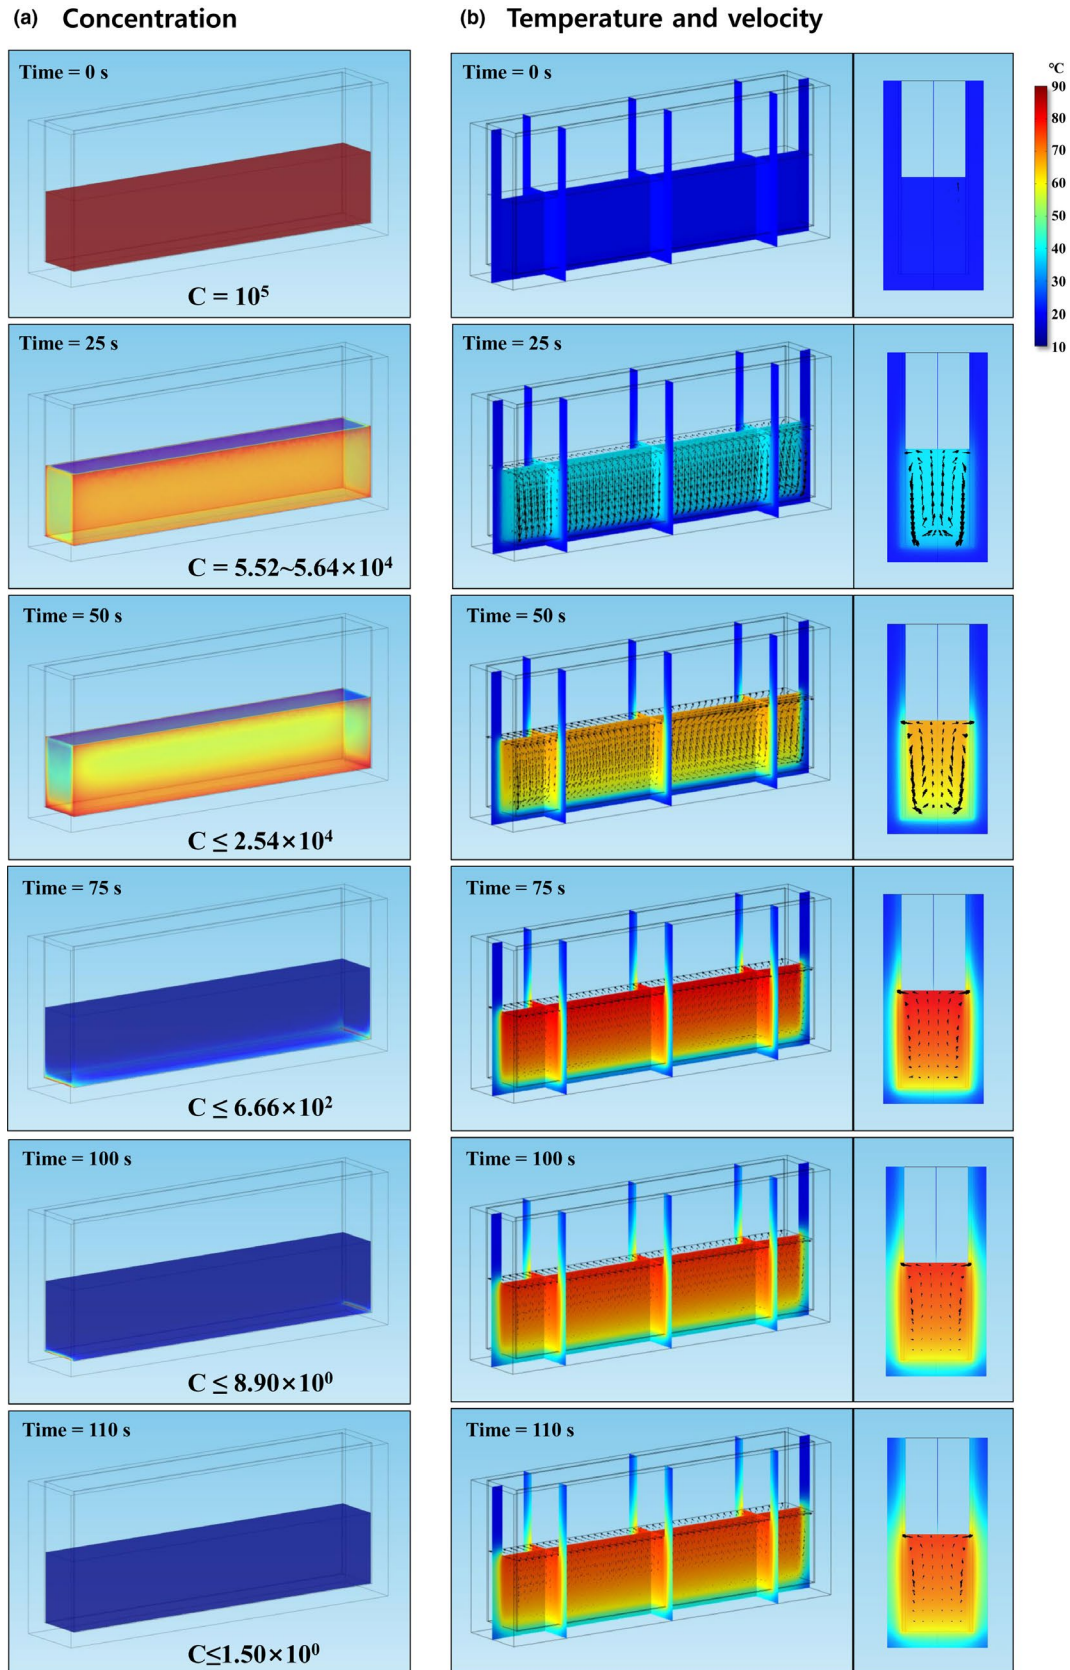 (a) Concentration
(b) Temperature and velocity
Time = 0 s
C = 10⁵
Time = 0 s
°C
90
80
70
60
50
40
30
20
10
Time = 25 s
C = 5.52~5.64×10⁴
Time = 25 s
Time = 50 s
C ≤ 2.54×10⁴
Time = 50 s
Time = 75 s
C ≤ 6.66×10²
Time = 75 s
Time = 100 s
C ≤ 8.90×10⁰
Time = 100 s
Time = 110 s
C≤1.50×10⁰
Time = 110 s